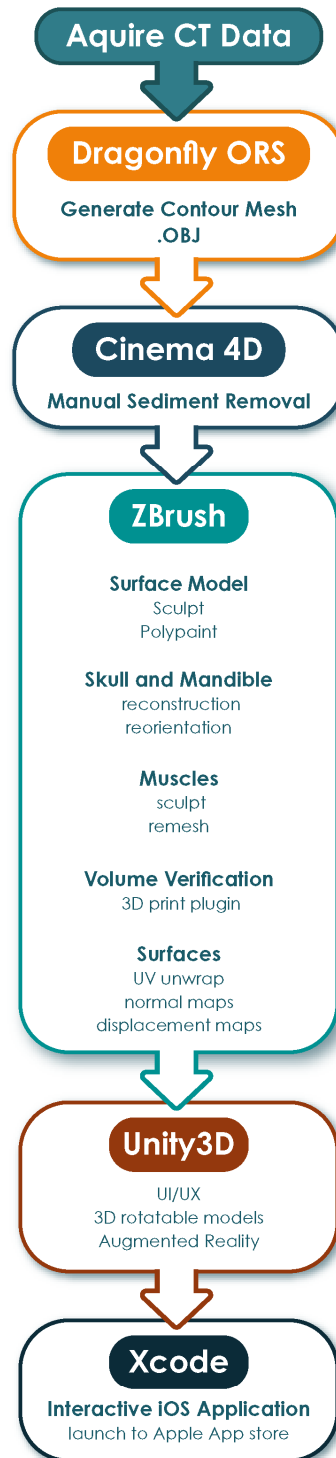 Aquire CT Data
Dragonfly ORS
Generate Contour Mesh
.OBJ
Cinema 4D
Manual Sediment Removal
ZBrush
Surface Model
Sculpt
Polypaint
Skull and Mandible
reconstruction
reorientation
Muscles
sculpt
remesh
Volume Verification
3D print plugin
Surfaces
UV unwrap
normal maps
displacement maps
Unity3D
UI/UX
3D rotatable models
Augmented Reality
Xcode
Interactive iOS Application
launch to Apple App store